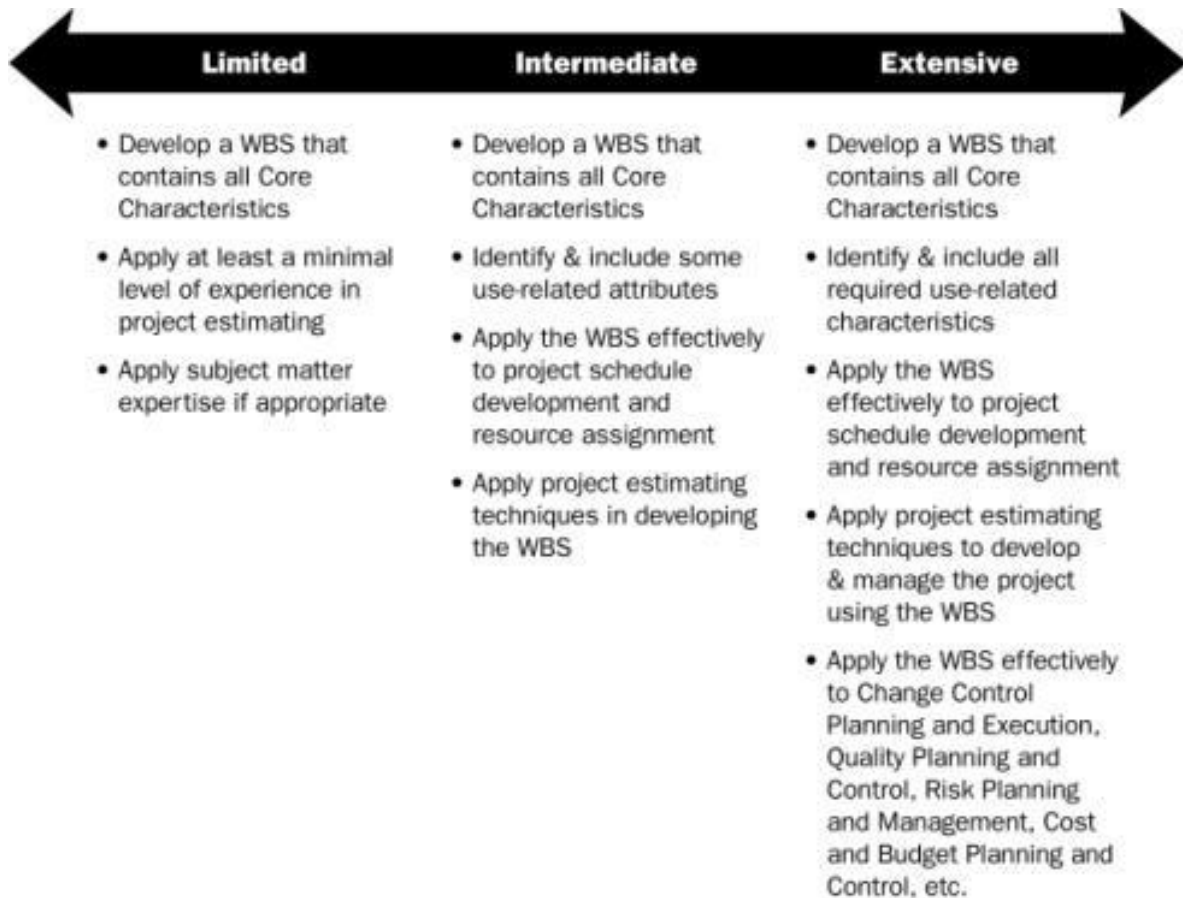 Limited
Intermediate
Extensive
• Develop a WBS that
contains all Core
Characteristics
• Apply at least a minimal
level of experience in
project estimating
• Apply subject matter
expertise if appropriate
• Develop a WBS that
contains all Core
Characteristics
• Identify & include some
use-related attributes
• Apply the WBS effectively
to project schedule
development and
resource assignment
• Apply project estimating
techniques in developing
the WBS
• Develop a WBS that
contains all Core
Characteristics
• Identify & include all
required use-related
characteristics
• Apply the WBS
effectively to project
schedule development
and resource assignment
• Apply project estimating
techniques to develop
& manage the project
using the WBS
• Apply the WBS effectively
to Change Control
Planning and Execution,
Quality Planning and
Control, Risk Planning
and Management, Cost
and Budget Planning and
Control, etc.